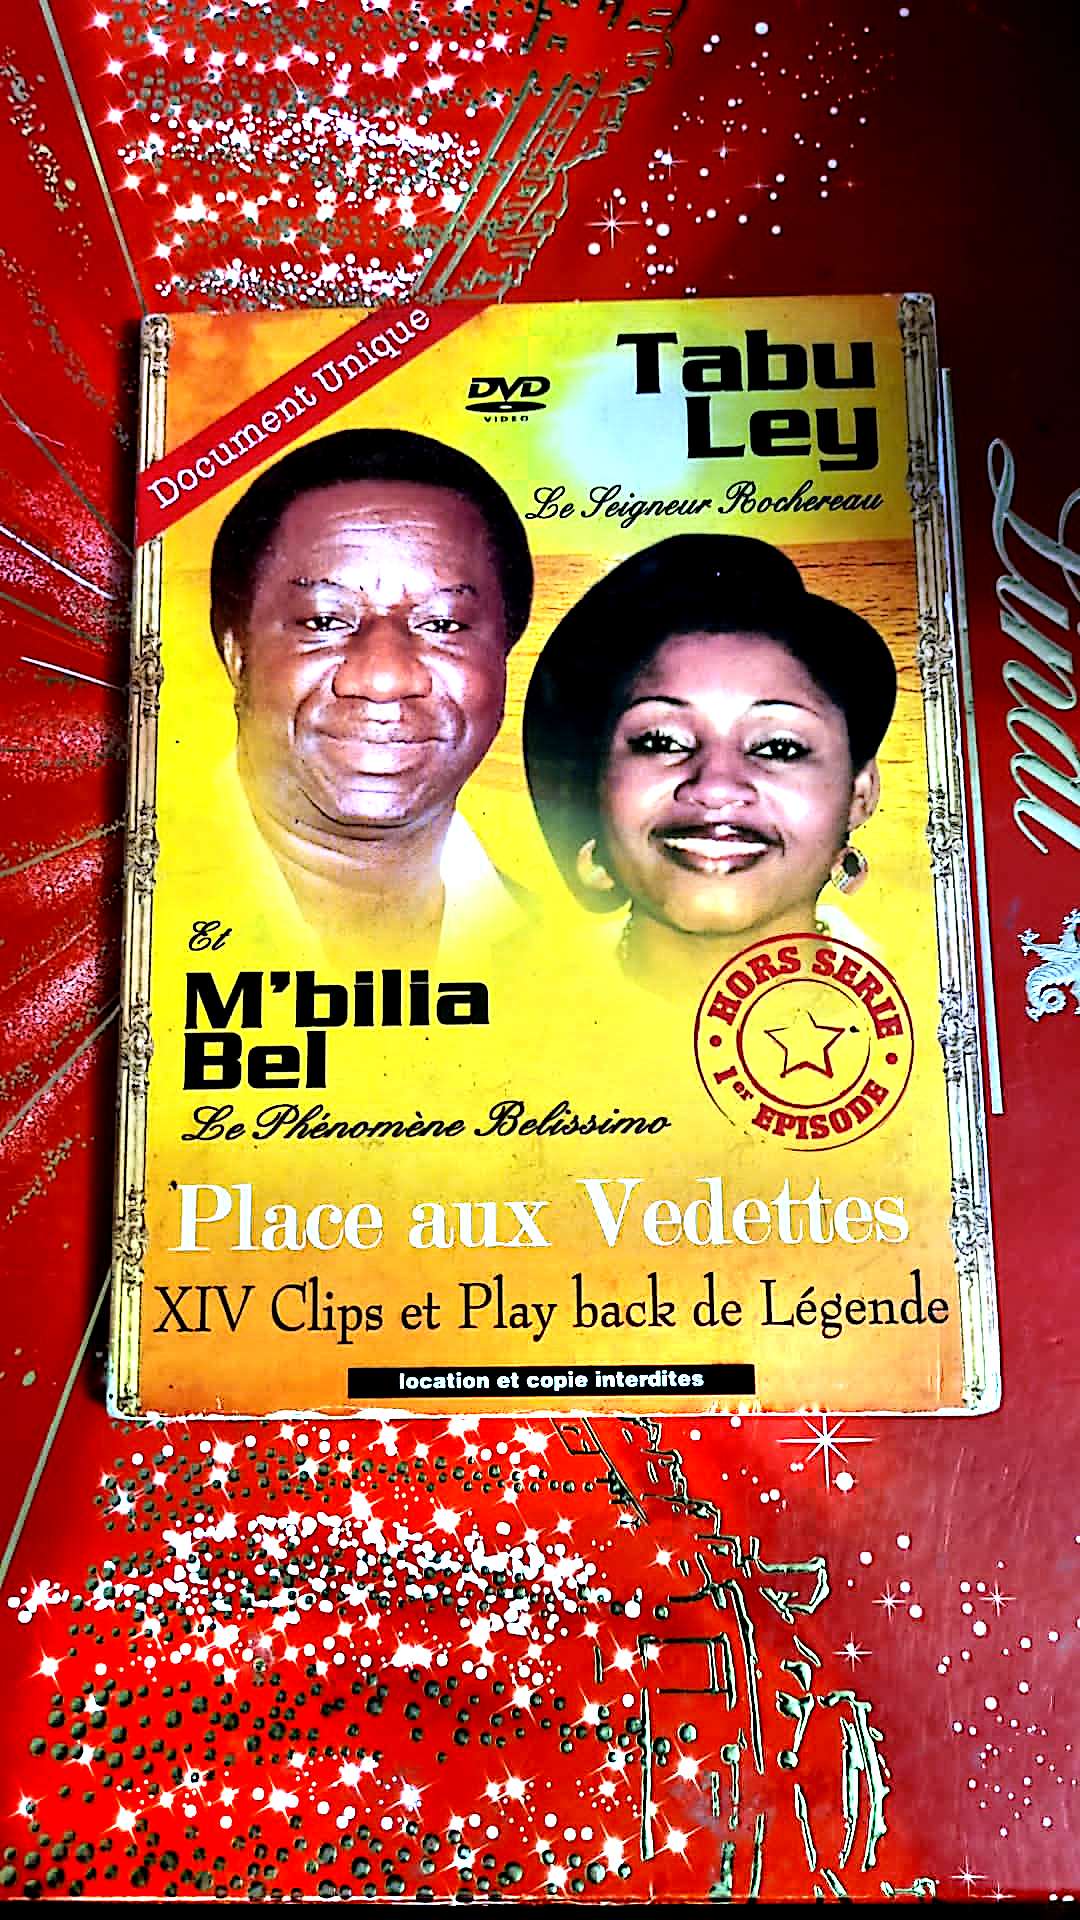 Document Unique
DVD
VIDEO
Tabu
Ley
Le Seigneur Rochereau
Et
M'bilia
Bel
Le Phénomène Belissimo
HORS SERIE
1er EPISODE
Place aux Vedettes
XIV Clips et Play back de Légende
location et copie interdites